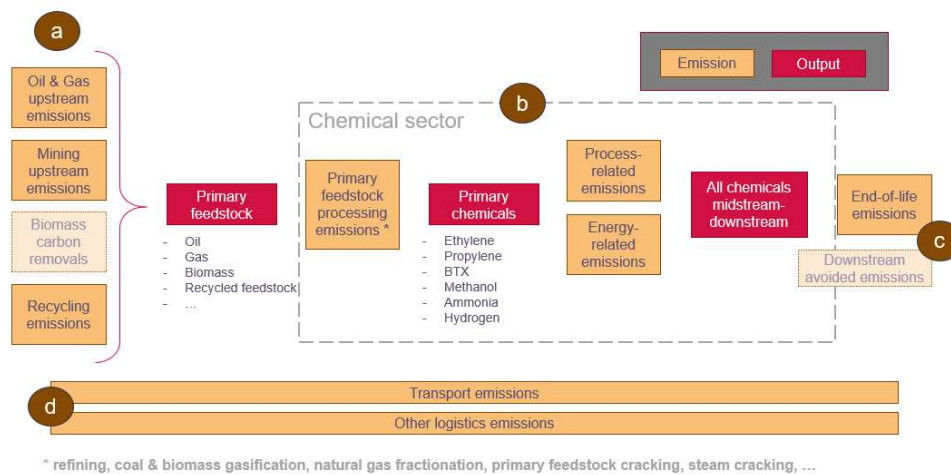 a
Oil & Gas
upstream
emissions
Mining
upstream
emissions
Biomass
carbon
removals
Recycling
emissions
Primary
feedstock
- Oil
- Gas
- Biomass
- Recycled feedstock
- ...
Emission
Output
b
Chemical sector
Primary
feedstock
processing
emissions *
Primary
chemicals
- Ethylene
- Propylene
- BTX
- Methanol
- Ammonia
- Hydrogen
Process-
related
emissions
Energy-
related
emissions
All chemicals
midstream-
downstream
End-of-life
emissions
c
Downstream
avoided emissions
d
Transport emissions
Other logistics emissions
* refining, coal & biomass gasification, natural gas fractionation, primary feedstock cracking, steam cracking, ...